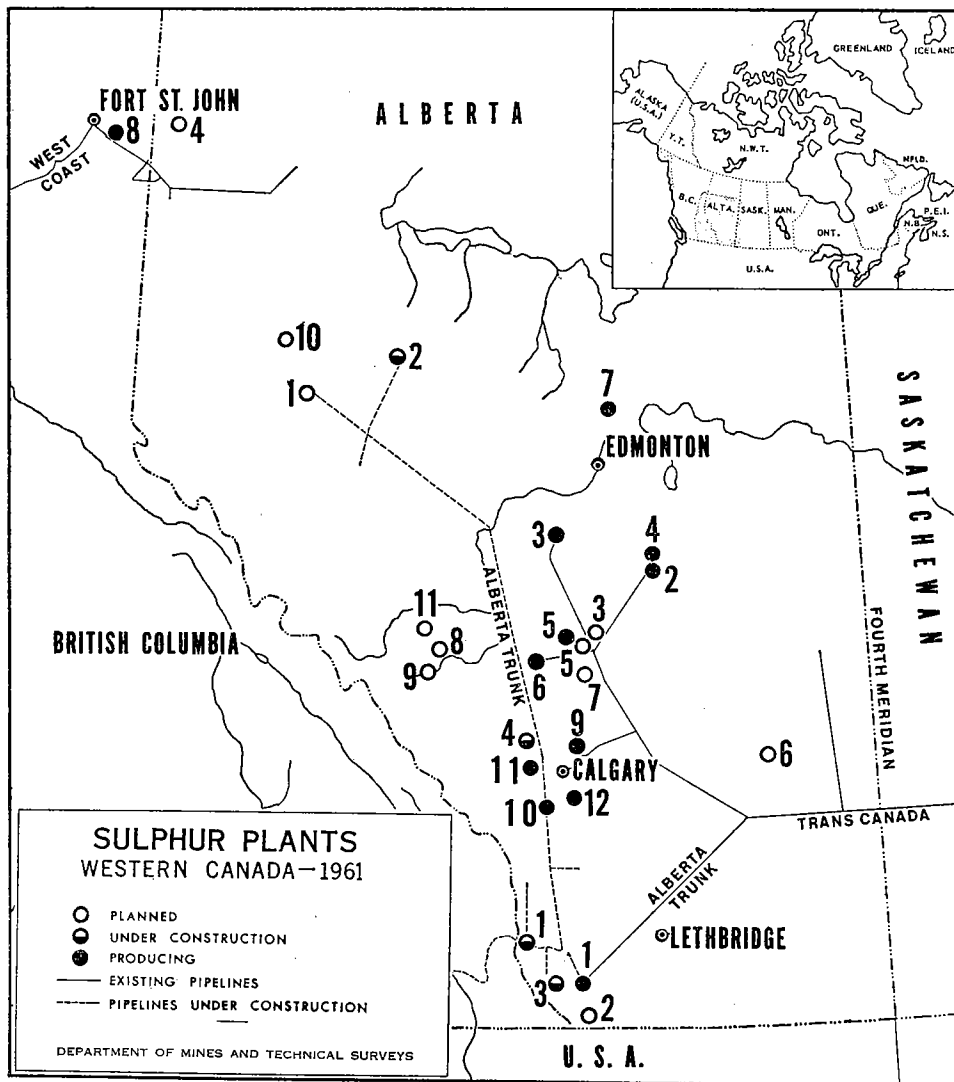 GREENLAND
ICELAND
ALASKA
(U.S.A.)
Y.T.
N.W.T.
NFLD.
B.C.
ALTA.
SASK.
MAN.
ONT.
QUE.
P.E.I.
N.B.
N.S.
U.S.A.
FORT ST. JOHN
8
4
ALBERTA
WEST
COAST
10
2
1
7
EDMONTON
SASKATCHEWAN
3
4
2
ALBERTA
TRUNK
11
8
9
BRITISH COLUMBIA
5
3
5
6
7
FOURTH MERIDIAN
4
9
6
11
CALGARY
10
12
TRANS CANADA
ALBERTA
TRUNK
LETHBRIDGE
1
1
3
2
U. S. A.
SULPHUR PLANTS
WESTERN CANADA—1961
PLANNED
UNDER CONSTRUCTION
PRODUCING
EXISTING PIPELINES
PIPELINES UNDER CONSTRUCTION
DEPARTMENT OF MINES AND TECHNICAL SURVEYS